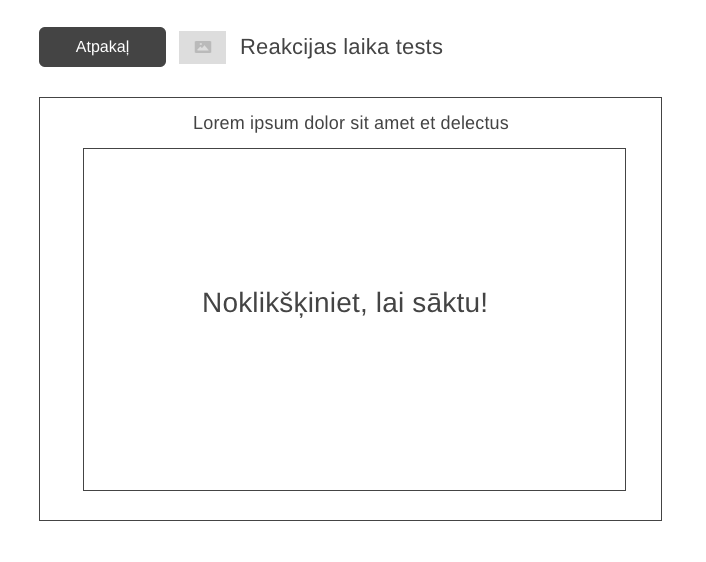 Atpakaļ
Reakcijas laika tests
Lorem ipsum dolor sit amet et delectus
Noklikšķiniet, lai sāktu!